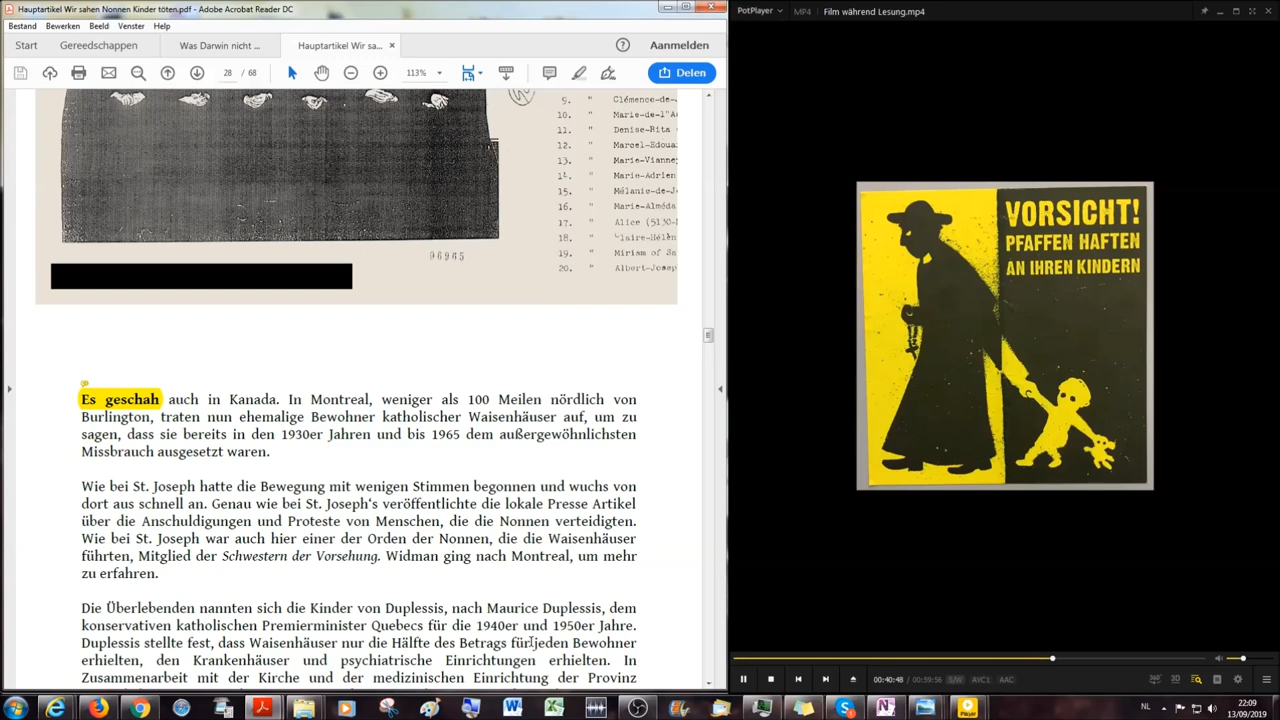 Hauptartikel Wir sahen Nonnen Kinder töten.pdf - Adobe Acrobat Reader DC
Bestand Bewerken Beeld Venster Help
Start Gereedschappen Was Darwin nicht ... Hauptartikel Wir sa... × Anmelden
28 / 68 113% Delen
9. " Clémence-de-
10. " Marie-de-l'
11. " Denise-Rita
12. " Marcel-Edoua
13. " Marie-Vianney
14. " Marie-Adrien
15. " Mélanie-de-J
16. " Marie-Alméda
17. " Alice (5130-
18. " Claire-Hélèn
19. " Miriam of Sa
20. " Albert-Josep
96965
Es geschah auch in Kanada. In Montreal, weniger als 100 Meilen nördlich von
Burlington, traten nun ehemalige Bewohner katholischer Waisenhäuser auf, um zu
sagen, dass sie bereits in den 1930er Jahren und bis 1965 dem außergewöhnlichsten
Missbrauch ausgesetzt waren.
Wie bei St. Joseph hatte die Bewegung mit wenigen Stimmen begonnen und wuchs von
dort aus schnell an. Genau wie bei St. Joseph's veröffentlichte die lokale Presse Artikel
über die Anschuldigungen und Proteste von Menschen, die die Nonnen verteidigten.
Wie bei St. Joseph war auch hier einer der Orden der Nonnen, die die Waisenhäuser
führten, Mitglied der Schwestern der Vorsehung. Widman ging nach Montreal, um mehr
zu erfahren.
Die Überlebenden nannten sich die Kinder von Duplessis, nach Maurice Duplessis, dem
konservativen katholischen Premierminister Quebecs für die 1940er und 1950er Jahre.
Duplessis stellte fest, dass Waisenhäuser nur die Hälfte des Betrags für jeden Bewohner
erhielten, den Krankenhäuser und psychiatrische Einrichtungen erhielten. In
Zusammenarbeit mit der Kirche und der medizinischen Einrichtung der Provinz
PotPlayer MP4 Film während Lesung.mp4
VORSICHT!
PFAFFEN HAFTEN
AN IHREN KINDERN
00:40:48 / 00:59:56 S/W AVC1 AAC
360° 3D
NL 22:09
13/09/2019